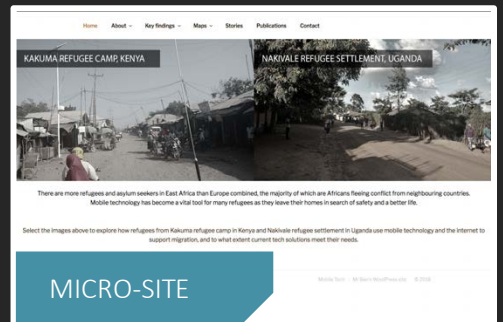 Home About Key findings Maps Stories Publications Contact
KAKUMA REFUGEE CAMP, KENYA
NAKIVALE REFUGEE SETTLEMENT, UGANDA
There are more refugees and asylum seekers in East Africa than Europe combined, the majority of which are Africans fleeing conflict from neighbouring countries.
Mobile technology has become a vital tool for many refugees as they leave their homes in search of safety and a better life.
Select the images above to explore how refugees from Kakuma refugee camp in Kenya and Nakivale refugee settlement in Uganda use mobile technology and the internet to
support migration, and to what extent current tech solutions meet their needs.
MICRO-SITE